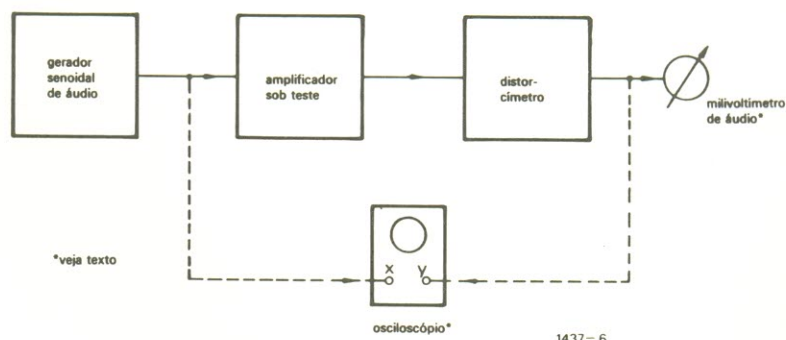 gerador
senoidal
de áudio
amplificador
sob teste
distor-
címetro
milivoltímetro
de áudio*
*veja texto
x y
osciloscópio*
1437-6